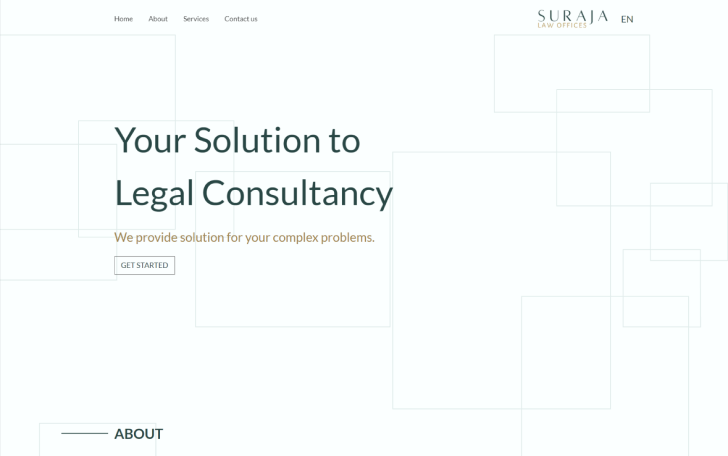 Home About Services Contact us
SURAJA
LAW OFFICES
EN
Your Solution to
Legal Consultancy
We provide solution for your complex problems.
GET STARTED
ABOUT